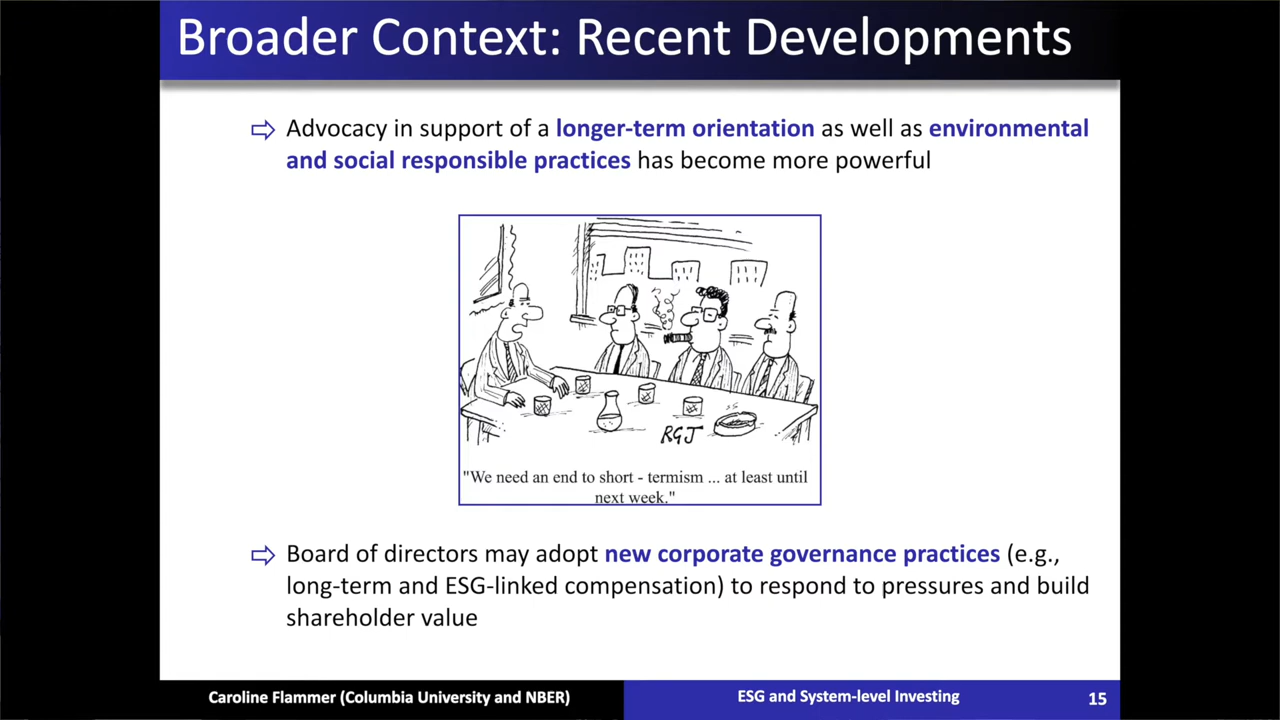 Broader Context: Recent Developments
⇨ Advocacy in support of a longer-term orientation as well as environmental
and social responsible practices has become more powerful
RGJ
"We need an end to short - termism ... at least until
next week."
⇨ Board of directors may adopt new corporate governance practices (e.g.,
long-term and ESG-linked compensation) to respond to pressures and build
shareholder value
Caroline Flammer (Columbia University and NBER)
ESG and System-level Investing
15